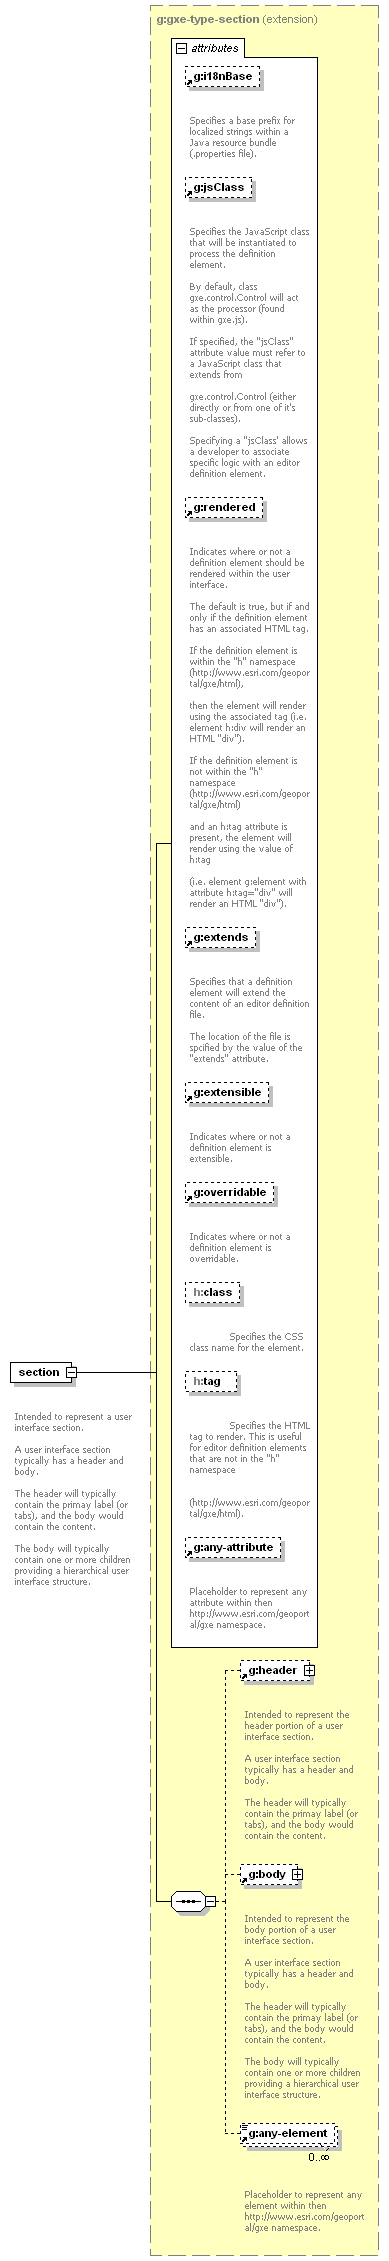 g:gxe-type-section (extension)
attributes
g:i18nBase
Specifies a base prefix for
localized strings within a
Java resource bundle
(.properties file).
g:jsClass
Specifies the JavaScript class
that will be instantiated to
process the definition
element.
By default, class
gxe.control.Control will act
as the processor (found
within gxe.js).
If specified, the "jsClass"
attribute value must refer to
a JavaScript class that
extends from
gxe.control.Control (either
directly or from one of it's
sub-classes).
Specifying a "jsClass' allows
a developer to associate
specific logic with an editor
definition element.
g:rendered
Indicates where or not a
definition element should be
rendered within the user
interface.
The default is true, but if and
only if the definition element
has an associated HTML tag.
If the definition element is
within the "h" namespace
(http://www.esri.com/geopor
tal/gxe/html),
then the element will render
using the associated tag (i.e.
element h:div will render an
HTML "div").
If the definition element is
not within the "h"
namespace
(http://www.esri.com/geopor
tal/gxe/html)
and an h:tag attribute is
present, the element will
render using the value of
h:tag
(i.e. element g:element with
attribute h:tag="div" will
render an HTML "div").
g:extends
Specifies that a definition
element will extend the
content of an editor definition
file.
The location of the file is
spcified by the value of the
"extends" attribute.
g:extensible
Indicates where or not a
definition element is
extensible.
g:overridable
Indicates where or not a
definition element is
overridable.
h:class
Specifies the CSS
class name for the element.
h:tag
Specifies the HTML
tag to render. This is useful
for editor definition elements
that are not in the "h"
namespace
(http://www.esri.com/geopor
tal/gxe/html).
g:any-attribute
Placeholder to represent any
attribute within then
http://www.esri.com/geoport
al/gxe namespace.
section
Intended to represent a user
interface section.
A user interface section
typically has a header and
body.
The header will typically
contain the primay label (or
tabs), and the body would
contain the content.
The body will typically
contain one or more children
providing a hierarchical user
interface structure.
g:header
Intended to represent the
header portion of a user
interface section.
A user interface section
typically has a header and
body.
The header will typically
contain the primay label (or
tabs), and the body would
contain the content.
g:body
Intended to represent the
body portion of a user
interface section.
A user interface section
typically has a header and
body.
The header will typically
contain the primay label (or
tabs), and the body would
contain the content.
The body will typically
contain one or more children
providing a hierarchical user
interface structure.
g:any-element
0..∞
Placeholder to represent any
element within then
http://www.esri.com/geoport
al/gxe namespace.